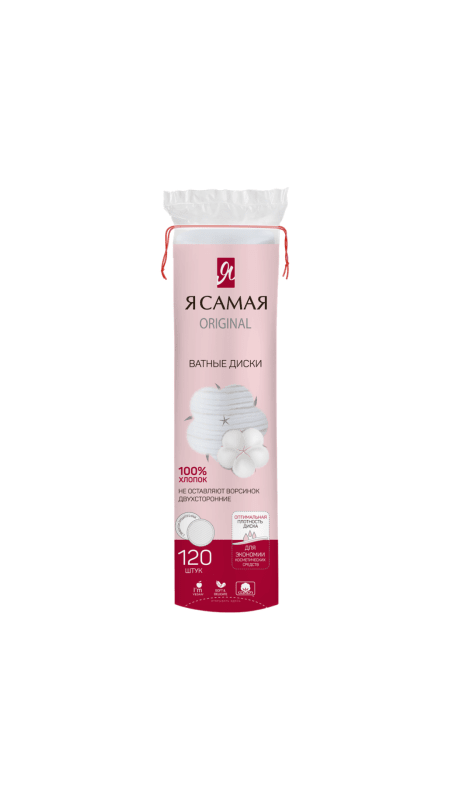 Я
Я САМАЯ
ORIGINAL
ВАТНЫЕ ДИСКИ
100%
ХЛОПОК
НЕ ОСТАВЛЯЮТ ВОРСИНОК
ДВУХСТОРОННИЕ
ОПТИМАЛЬНАЯ
ПЛОТНОСТЬ
ДИСКА
ДЛЯ
ЭКОНОМИИ
КОСМЕТИЧЕСКИХ
СРЕДСТВ
120
ШТУК
I'm
VEGAN